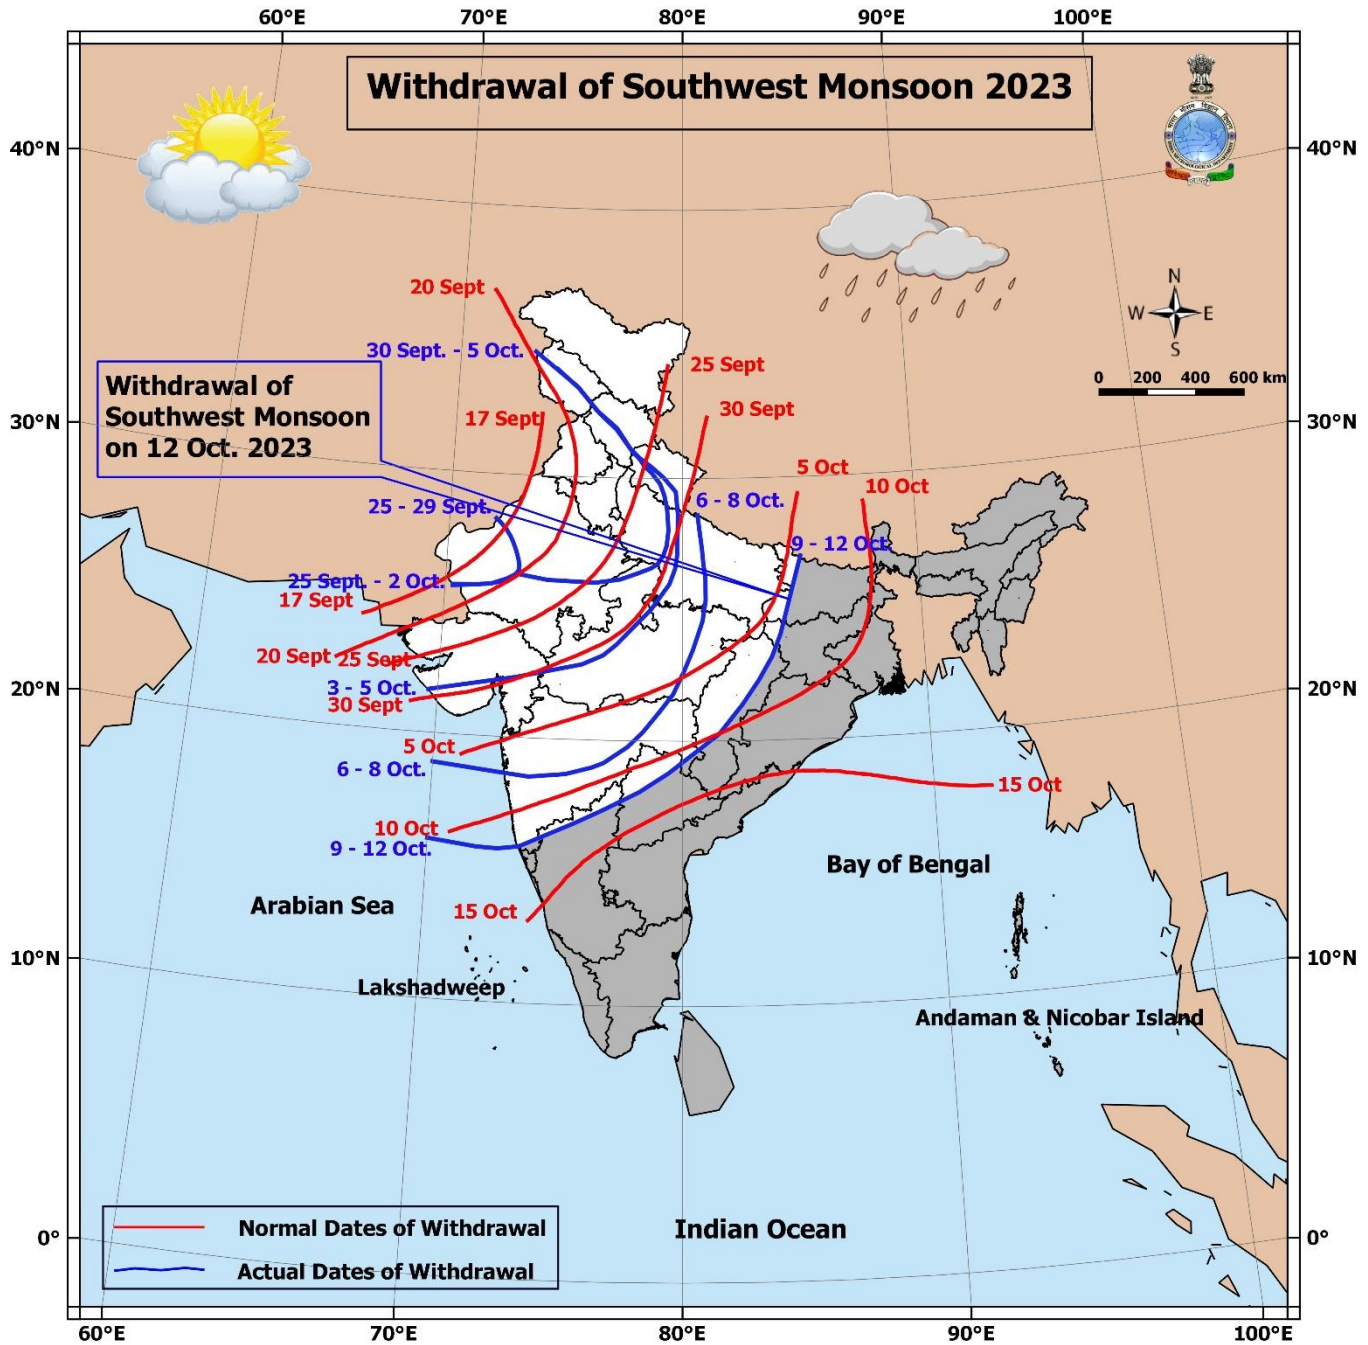 60°E 70°E 80°E 90°E 100°E
Withdrawal of Southwest Monsoon 2023
40°N 40°N
N
W E
S
20 Sept
30 Sept. - 5 Oct.
25 Sept
0 200 400 600 km
Withdrawal of
Southwest Monsoon
on 12 Oct. 2023
17 Sept
30 Sept
30°N 30°N
5 Oct
10 Oct
25 - 29 Sept.
6 - 8 Oct.
9 - 12 Oct.
25 Sept. - 2 Oct.
17 Sept
20 Sept
25 Sept
3 - 5 Oct.
20°N 20°N
30 Sept
5 Oct
6 - 8 Oct.
15 Oct
10 Oct
9 - 12 Oct.
Bay of Bengal
Arabian Sea
15 Oct
10°N 10°N
Lakshadweep
Andaman & Nicobar Island
Normal Dates of Withdrawal
Indian Ocean
0° 0°
Actual Dates of Withdrawal
60°E 70°E 80°E 90°E 100°E